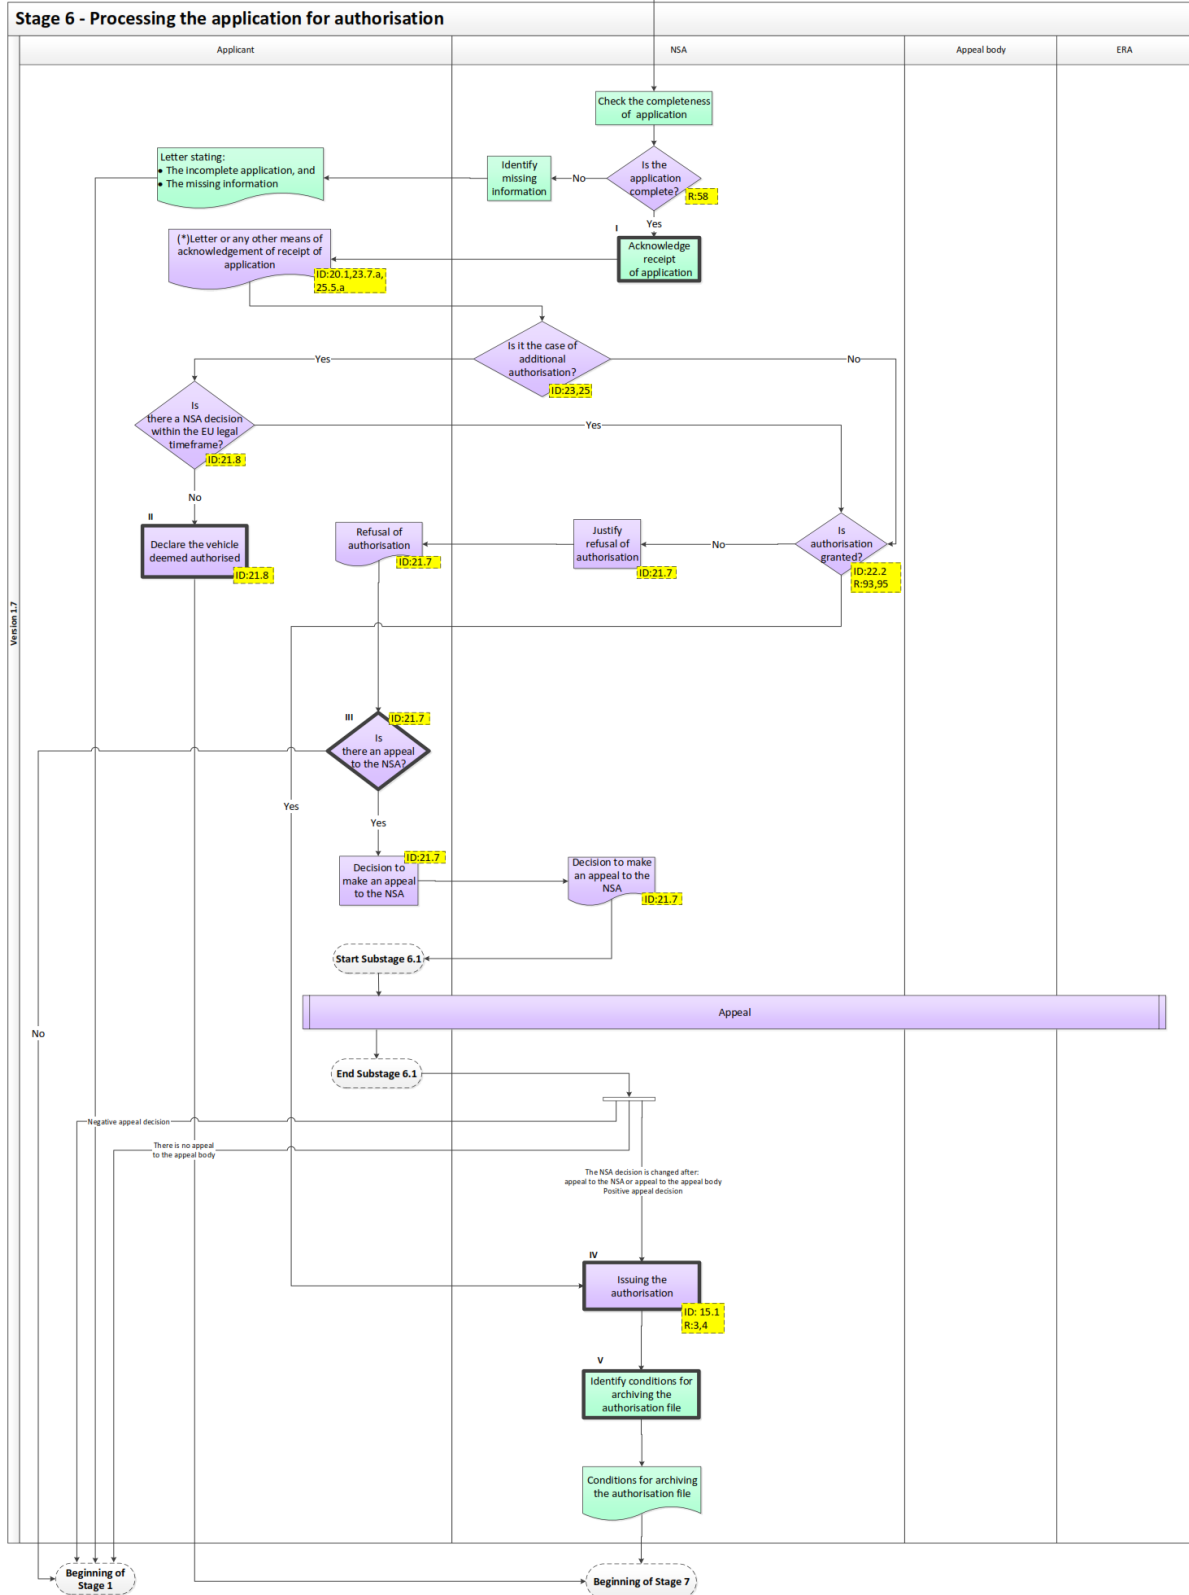 Stage 6 - Processing the application for authorisation
Applicant
NSA
Appeal body
ERA
Version 1.7
Check the completeness
of application
Is the
application
complete?
R:58
No
Identify
missing
information
Letter stating:
• The incomplete application, and
• The missing information
Yes
I
Acknowledge
receipt
of application
(*)Letter or any other means of
acknowledgement of receipt of
application
ID:20.1,23.7.a,
25.5.a
Is it the case of
additional
authorisation?
ID:23,25
Yes
No
Is
there a NSA decision
within the EU legal
timeframe?
ID:21.8
Yes
No
II
Declare the vehicle
deemed authorised
ID:21.8
Refusal of
authorisation
ID:21.7
Justify
refusal of
authorisation
ID:21.7
No
Is
authorisation
granted?
ID:22.2
R:93,95
III
ID:21.7
Is
there an appeal
to the NSA?
Yes
Yes
ID:21.7
Decision to
make an appeal
to the NSA
Decision to make
an appeal to the
NSA
ID:21.7
Start Substage 6.1
Appeal
No
End Substage 6.1
Negative appeal decision
There is no appeal
to the appeal body
The NSA decision is changed after:
appeal to the NSA or appeal to the appeal body
Positive appeal decision
IV
Issuing the
authorisation
ID: 15.1
R:3,4
V
Identify conditions for
archiving the
authorisation file
Conditions for archiving
the authorisation file
Beginning of
Stage 1
Beginning of Stage 7